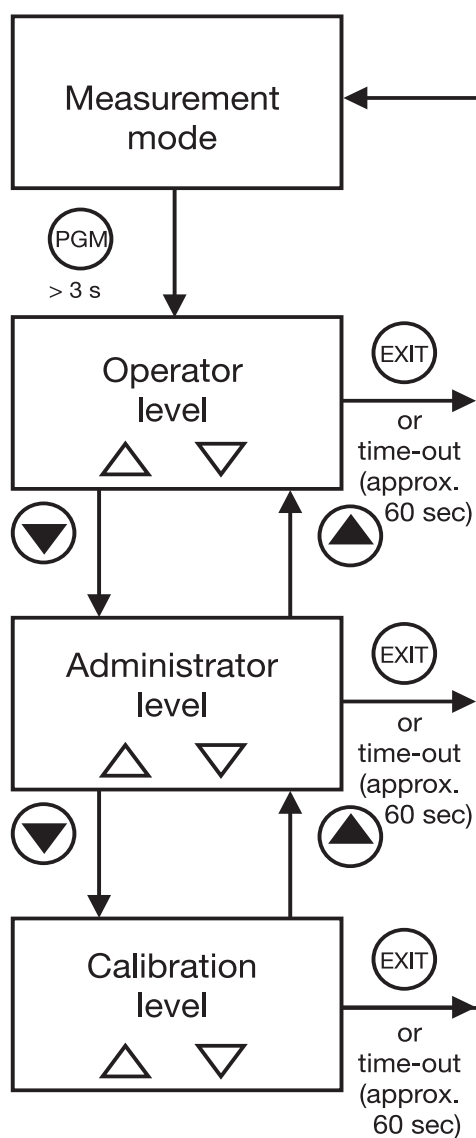 Measurement
mode
PGM
> 3 s
Operator
level
EXIT
or
time-out
(approx.
60 sec)
Administrator
level
EXIT
or
time-out
(approx.
60 sec)
Calibration
level
EXIT
or
time-out
(approx.
60 sec)